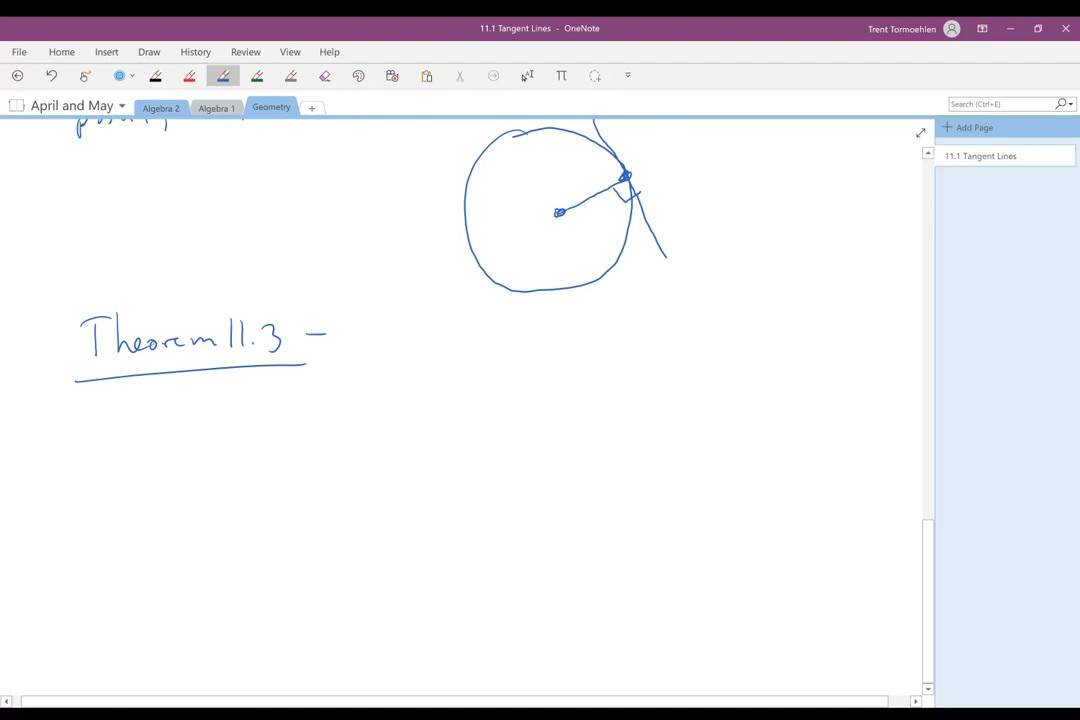 11.1 Tangent Lines - OneNote
Trent Tormoehlen
File Home Insert Draw History Review View Help
April and May
Algebra 2
Algebra 1
Geometry
Search (Ctrl+E)
Add Page
11.1 Tangent Lines
Theorem 11.3 -